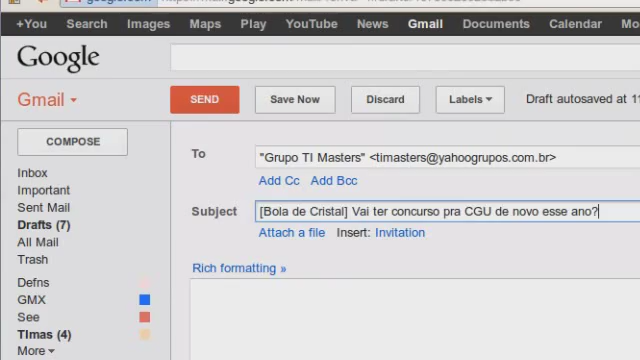 +You Search Images Maps Play YouTube News Gmail Documents Calendar
Google
Gmail
SEND Save Now Discard Labels Draft autosaved at
COMPOSE
To "Grupo TI Masters" <timasters@yahoogrupos.com.br>
Add Cc Add Bcc
Subject [Bola de Cristal] Vai ter concurso pra CGU de novo esse ano?
Attach a file Insert: Invitation
Rich formatting »
Inbox
Important
Sent Mail
Drafts (7)
All Mail
Trash
Defns
GMX
See
TImas (4)
More